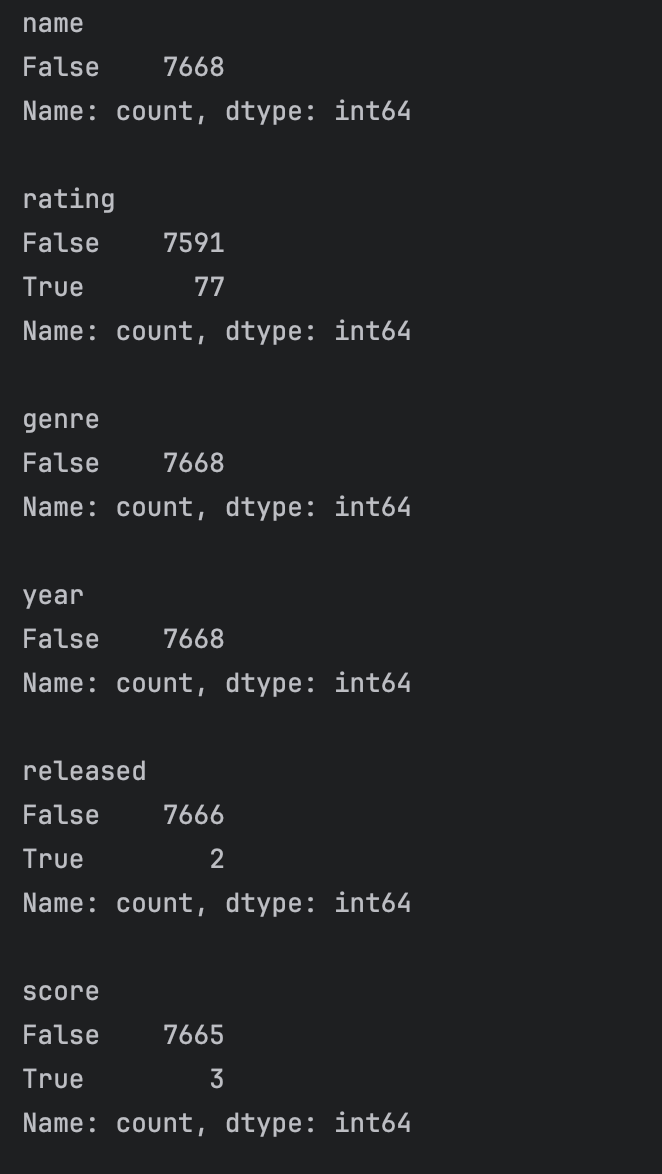 name
False    7668
Name: count, dtype: int64

rating
False    7591
True       77
Name: count, dtype: int64

genre
False    7668
Name: count, dtype: int64

year
False    7668
Name: count, dtype: int64

released
False    7666
True        2
Name: count, dtype: int64

score
False    7665
True        3
Name: count, dtype: int64